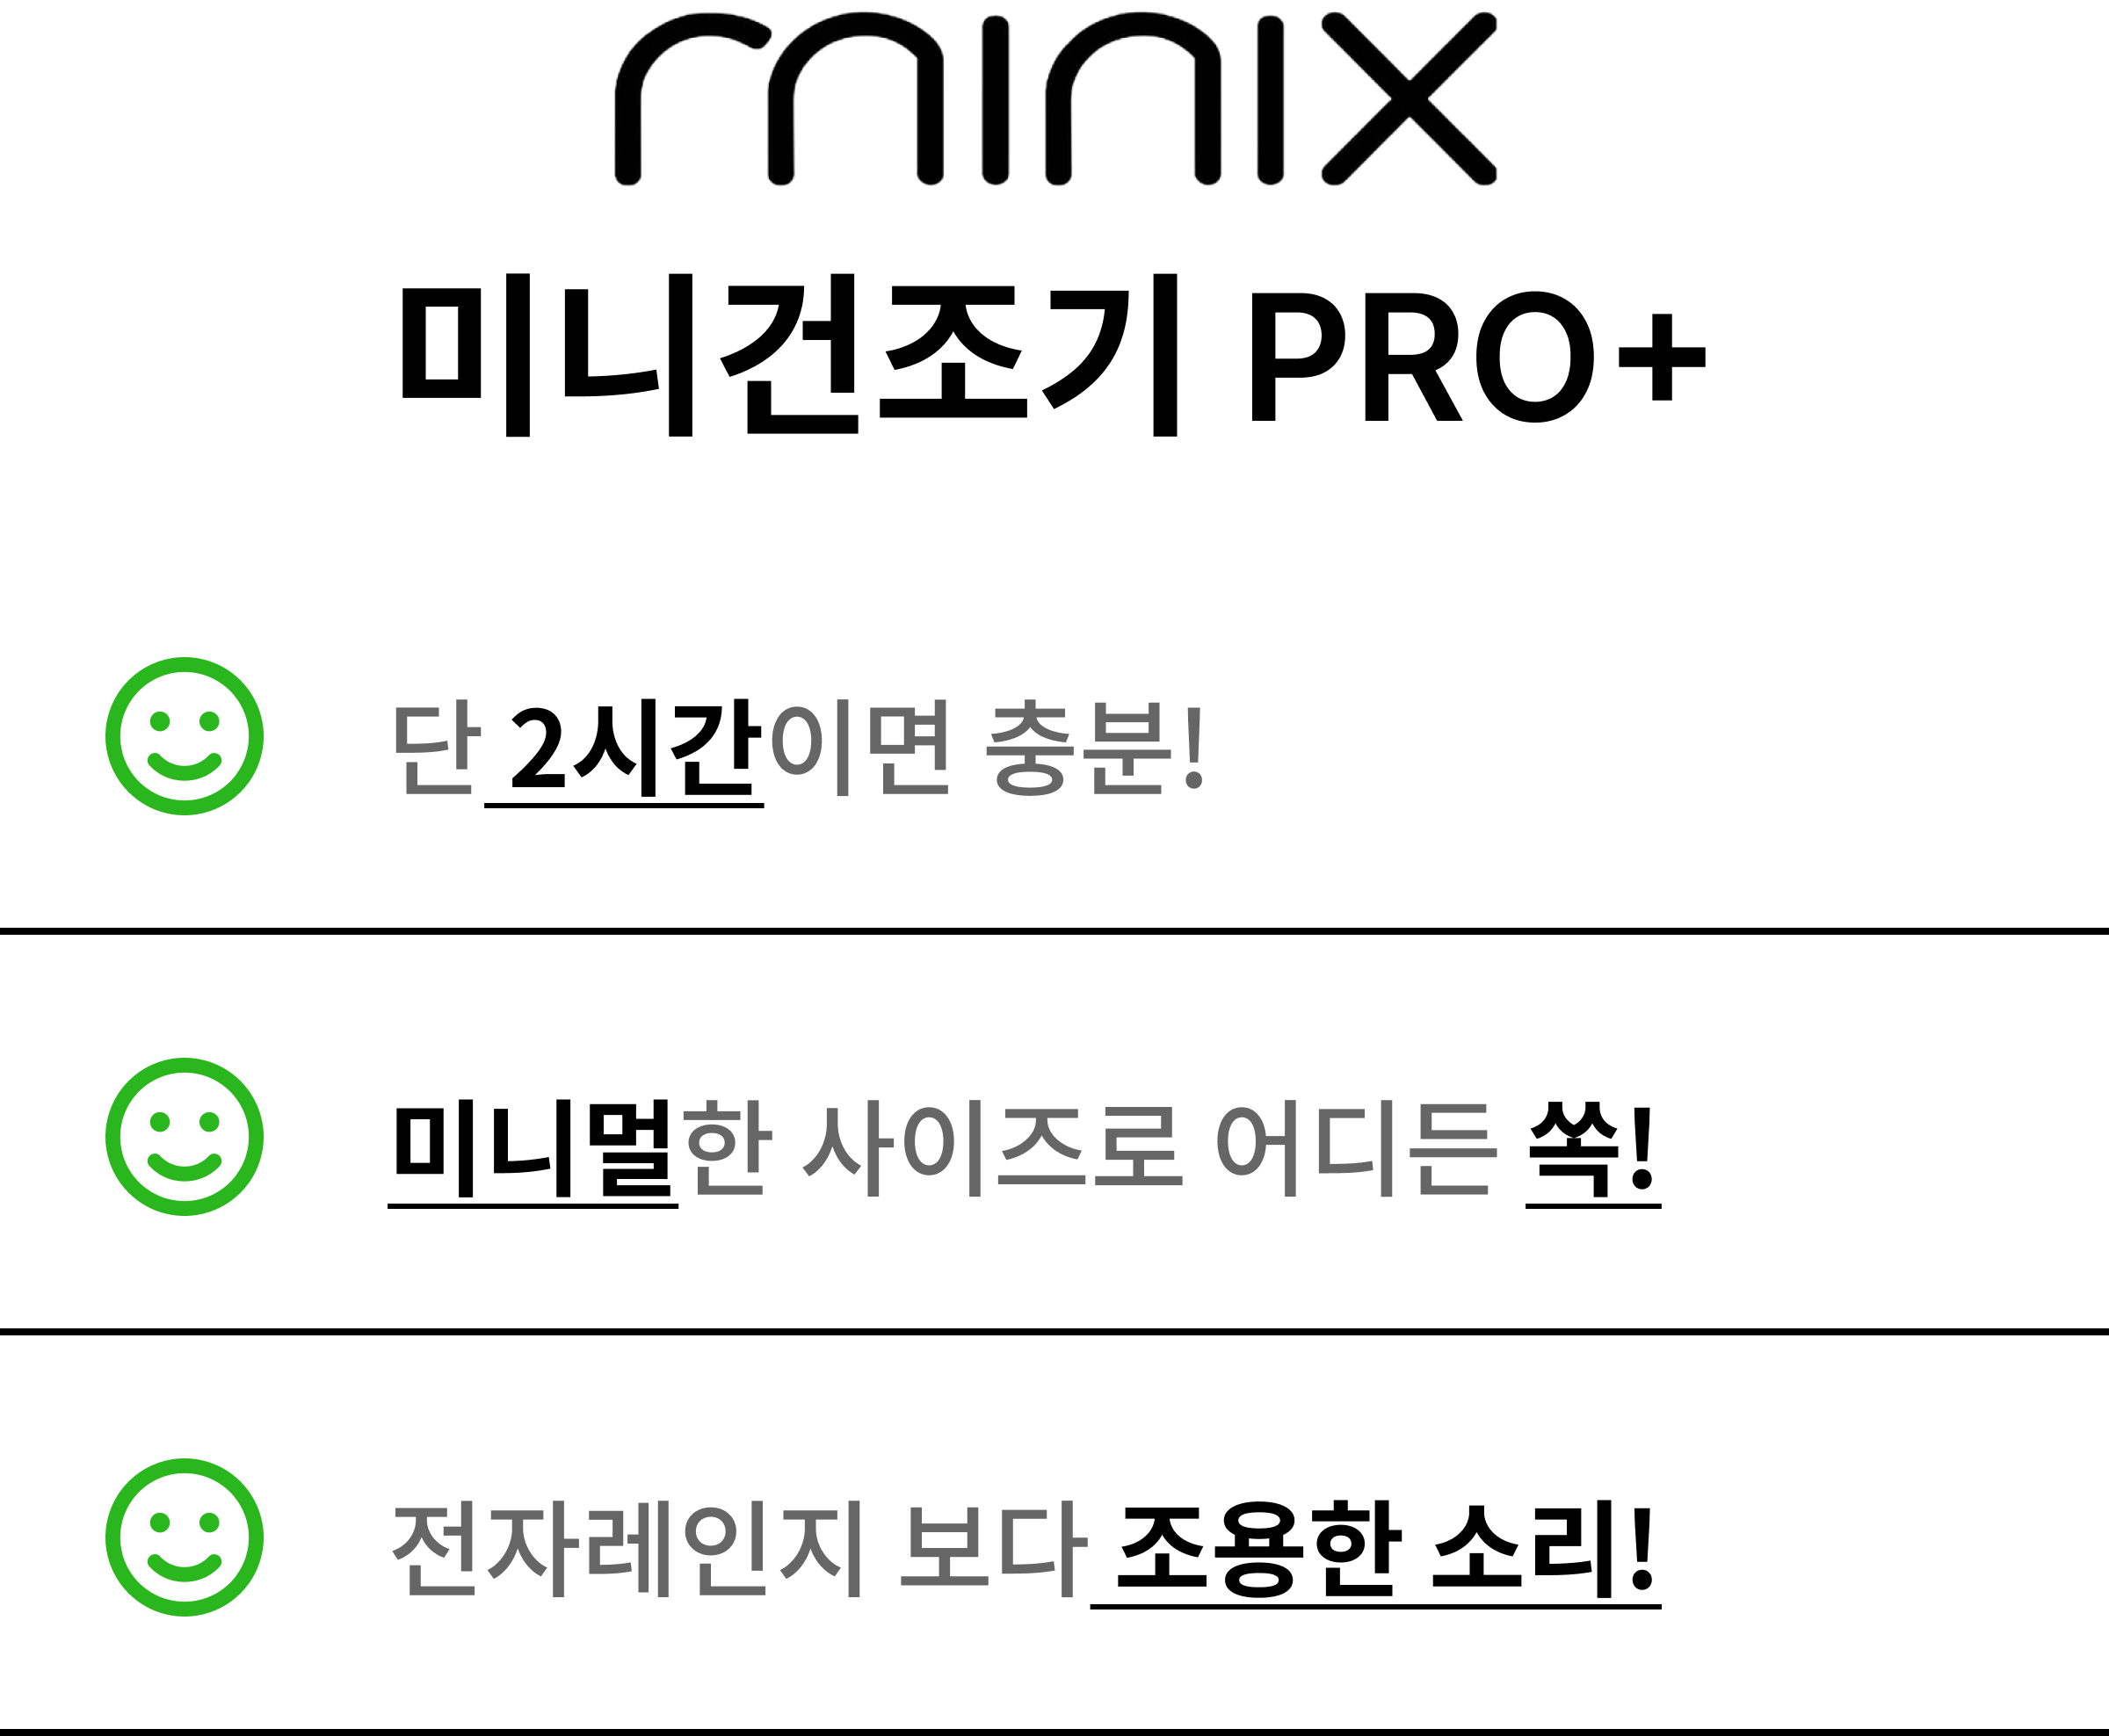 minix
미니건조기 PRO+
단 2시간이면 충분!
미니멀한 사이즈로 어디든 쏙!
전자레인지 보다 조용한 소리!